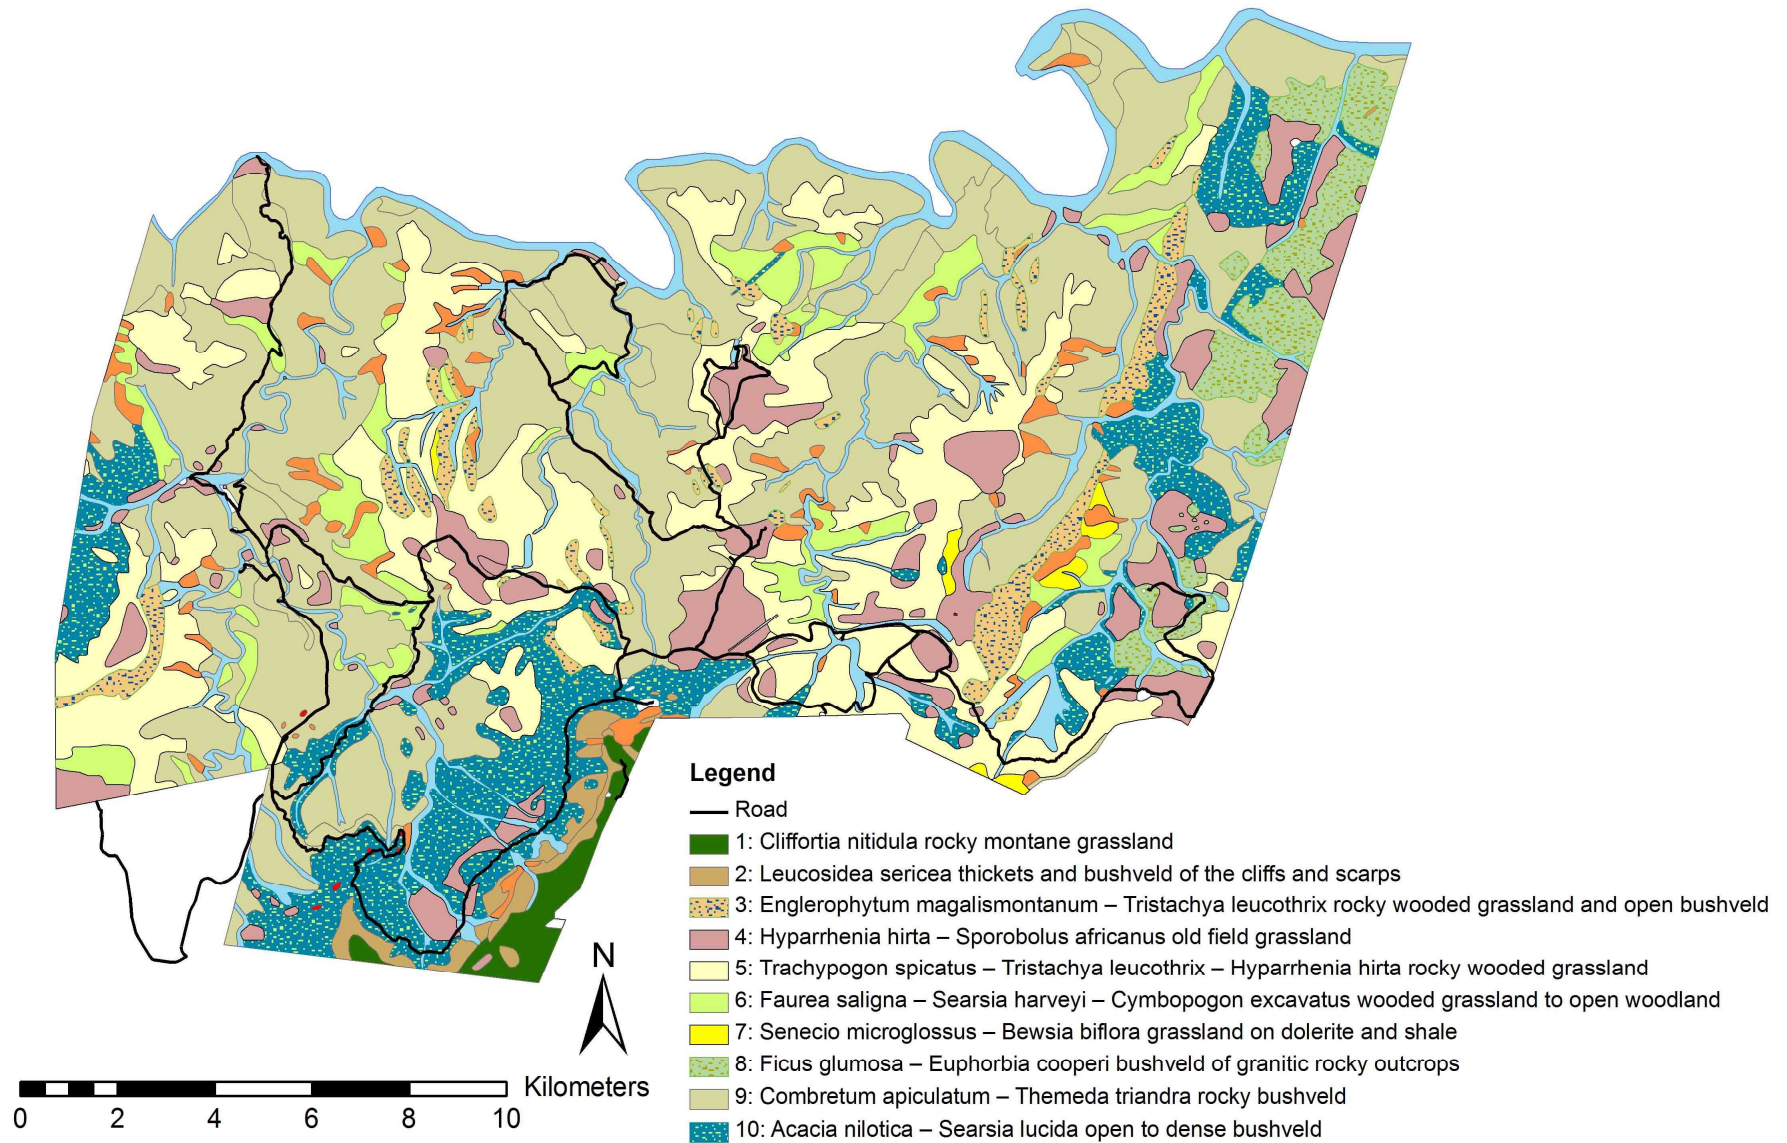 N
Kilometers
0 2 4 6 8 10
Legend
Road
1: Cliffortia nitidula rocky montane grassland
2: Leucosidea sericea thickets and bushveld of the cliffs and scarps
3: Englerophytum magalismontanum – Tristachya leucothrix rocky wooded grassland and open bushveld
4: Hyparrhenia hirta – Sporobolus africanus old field grassland
5: Trachypogon spicatus – Tristachya leucothrix – Hyparrhenia hirta rocky wooded grassland
6: Faurea saligna – Searsia harveyi – Cymbopogon excavatus wooded grassland to open woodland
7: Senecio microglossus – Bewsia biflora grassland on dolerite and shale
8: Ficus glumosa – Euphorbia cooperi bushveld of granitic rocky outcrops
9: Combretum apiculatum – Themeda triandra rocky bushveld
10: Acacia nilotica – Searsia lucida open to dense bushveld